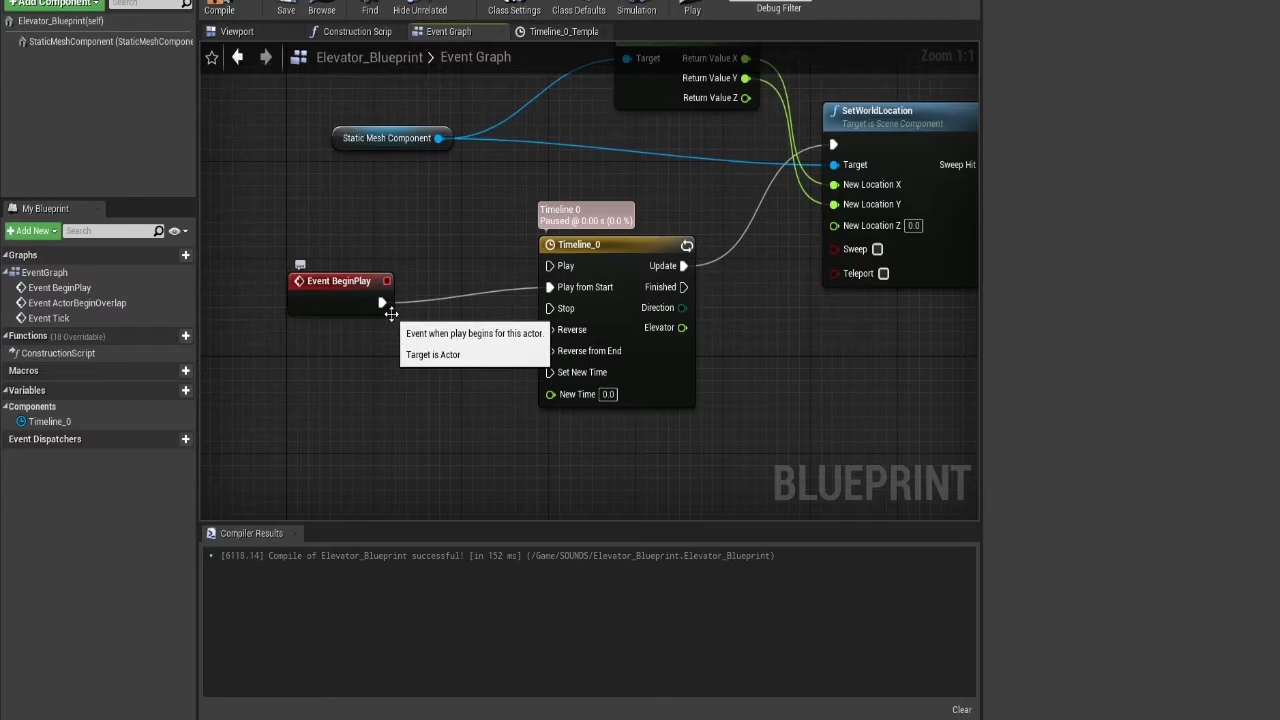 Add Component
Search
Elevator_Blueprint(self)
StaticMeshComponent (StaticMeshCompone
My Blueprint
Add New
Search
Graphs
EventGraph
Event BeginPlay
Event ActorBeginOverlap
Event Tick
Functions (18 Overridable)
ConstructionScript
Macros
Variables
Components
Timeline_0
Event Dispatchers
Compile
Save
Browse
Find
Hide Unrelated
Class Settings
Class Defaults
Simulation
Play
Debug Filter
Viewport
Construction Scrip
Event Graph
Timeline_0_Templa
Elevator_Blueprint > Event Graph
Zoom 1:1
Target
Return Value X
Return Value Y
Return Value Z
Static Mesh Component
SetWorldLocation
Target is Scene Component
Target
Sweep Hit
New Location X
New Location Y
New Location Z 0.0
Sweep
Teleport
Timeline 0
Paused @ 0.00 s (0.0 %)
Timeline_0
Play
Update
Play from Start
Finished
Stop
Direction
Reverse
Elevator
Reverse from End
Set New Time
New Time 0.0
Event BeginPlay
Event when play begins for this actor.
Target is Actor
BLUEPRINT
Compiler Results
[6118.14] Compile of Elevator_Blueprint successful! [in 152 ms] (/Game/SOUNDS/Elevator_Blueprint.Elevator_Blueprint)
Clear